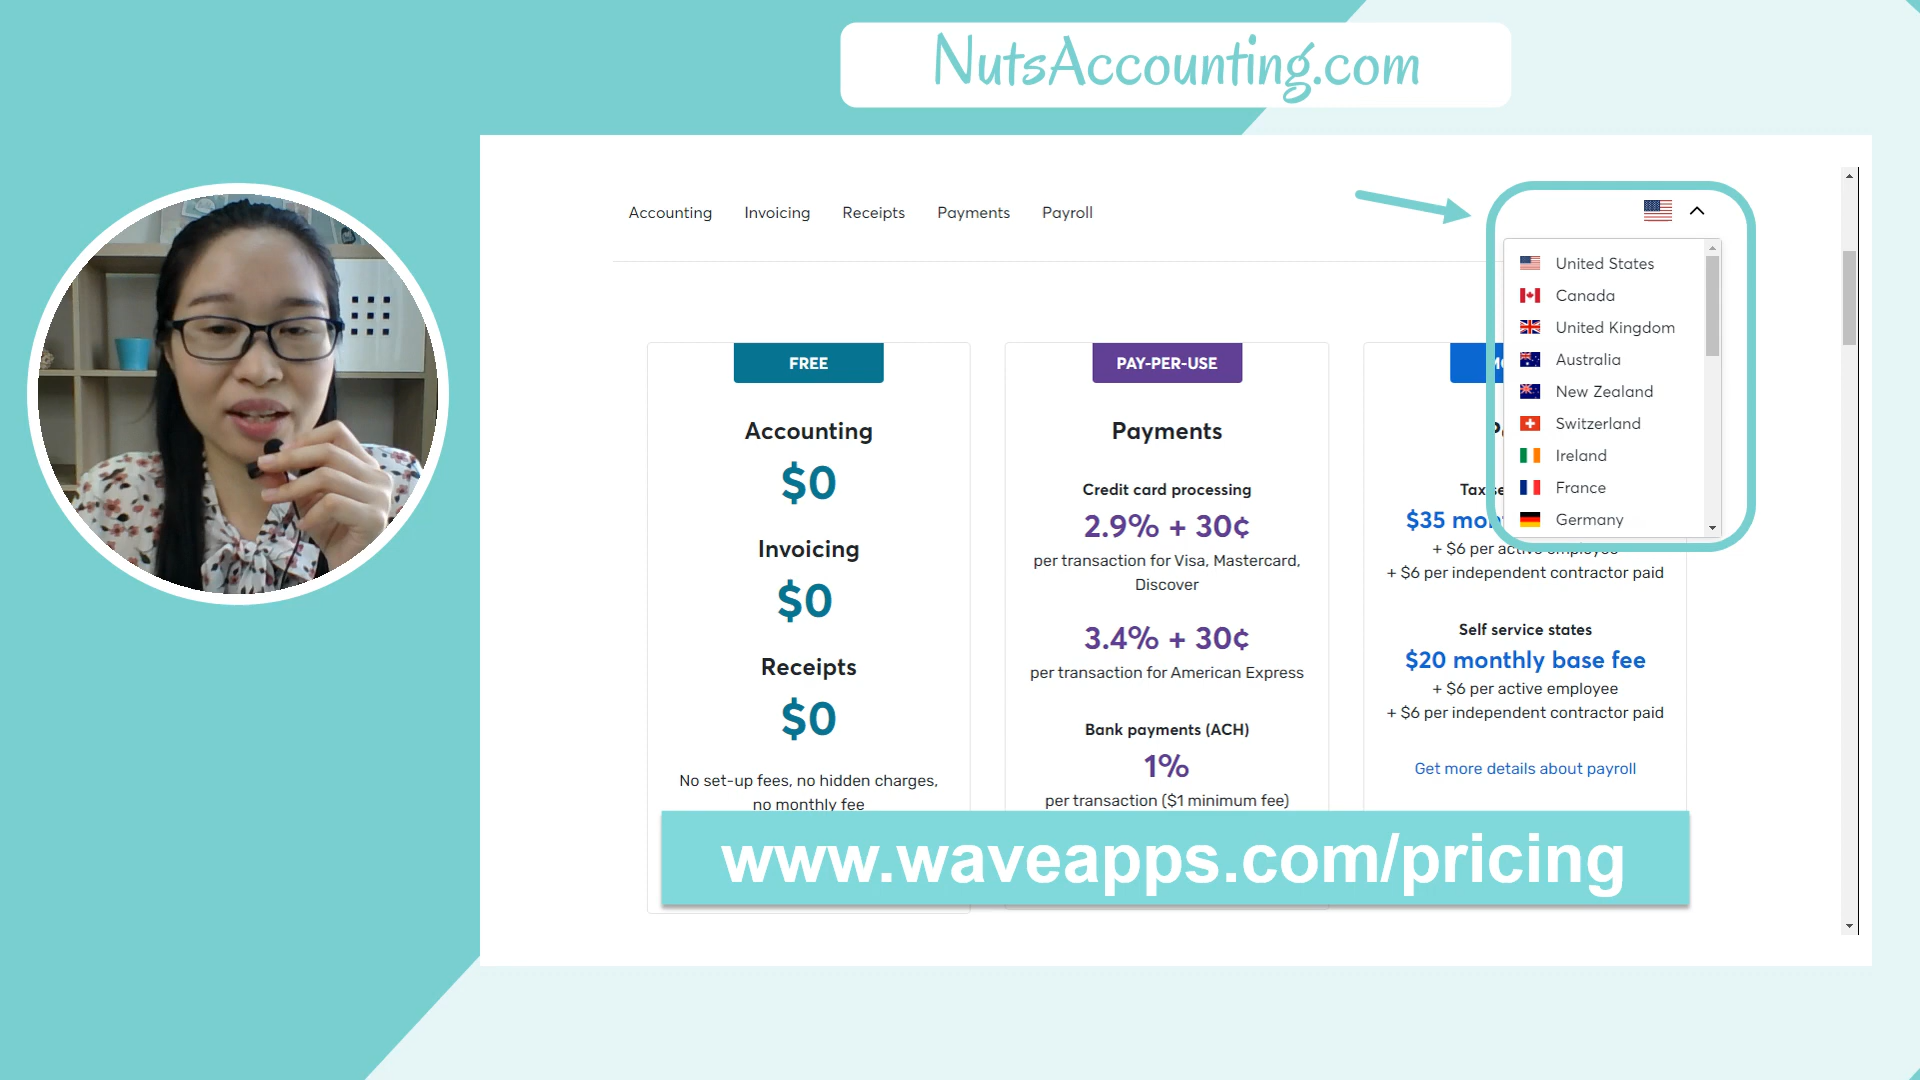 NutsAccounting.com
Accounting Invoicing Receipts Payments Payroll
United States
Canada
United Kingdom
Australia
New Zealand
Switzerland
Ireland
France
Germany
FREE
Accounting
$0
Invoicing
$0
Receipts
$0
No set-up fees, no hidden charges,
no monthly fee
PAY-PER-USE
Payments
Credit card processing
2.9% + 30¢
per transaction for Visa, Mastercard,
Discover
3.4% + 30¢
per transaction for American Express
Bank payments (ACH)
1%
per transaction ($1 minimum fee)
$35
+ $6 per active employee
+ $6 per independent contractor paid
Self service states
$20 monthly base fee
+ $6 per active employee
+ $6 per independent contractor paid
Get more details about payroll
www.waveapps.com/pricing